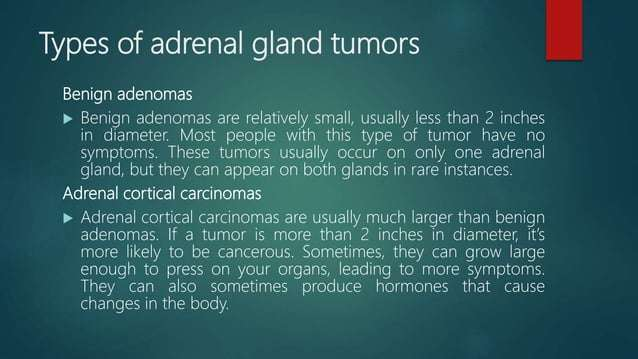 Types of adrenal gland tumors
Benign adenomas
Benign adenomas are relatively small, usually less than 2 inches
in diameter. Most people with this type of tumor have no
symptoms. These tumors usually occur on only one adrenal
gland, but they can appear on both glands in rare instances.
Adrenal cortical carcinomas
Adrenal cortical carcinomas are usually much larger than benign
adenomas. If a tumor is more than 2 inches in diameter, it’s
more likely to be cancerous. Sometimes, they can grow large
enough to press on your organs, leading to more symptoms.
They can also sometimes produce hormones that cause
changes in the body.